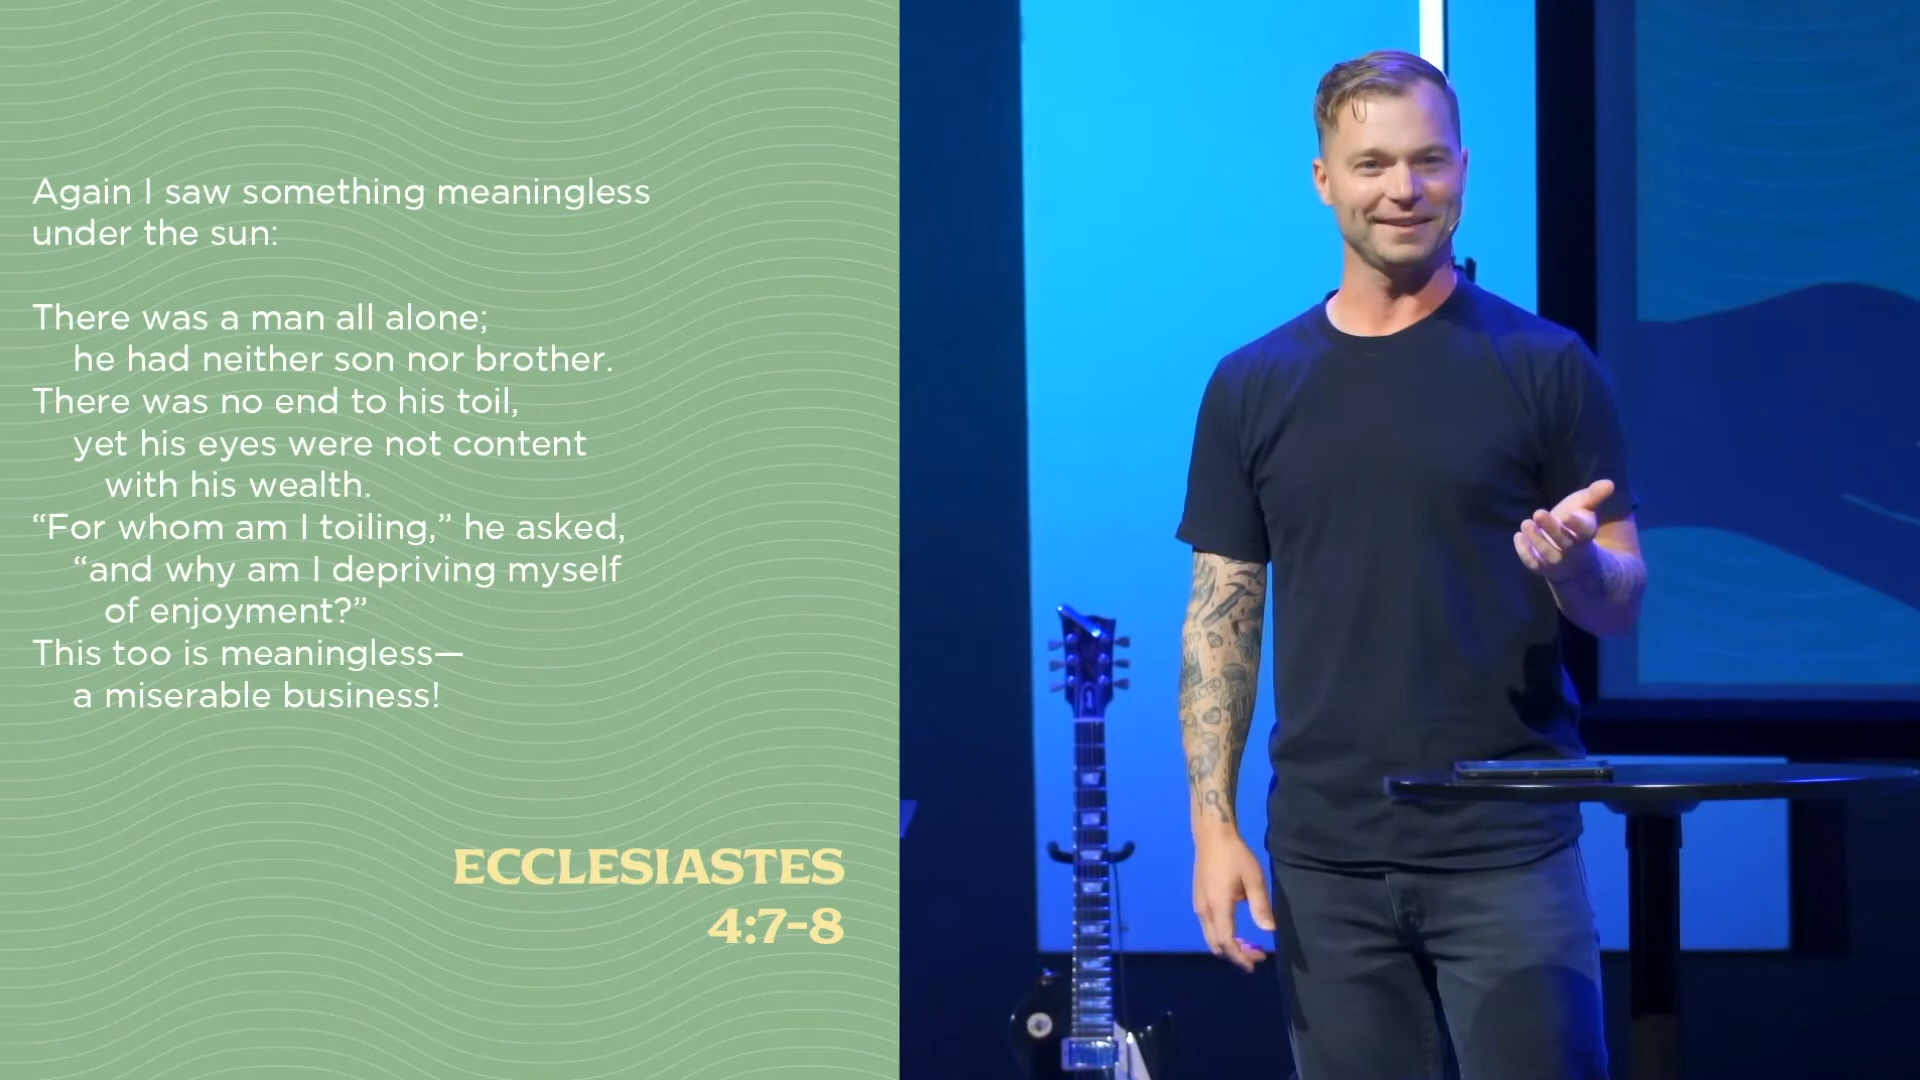 Again I saw something meaningless
under the sun:
There was a man all alone;
he had neither son nor brother.
There was no end to his toil,
yet his eyes were not content
with his wealth.
“For whom am I toiling,” he asked,
“and why am I depriving myself
of enjoyment?”
This too is meaningless—
a miserable business!
ECCLESIASTES
4:7-8